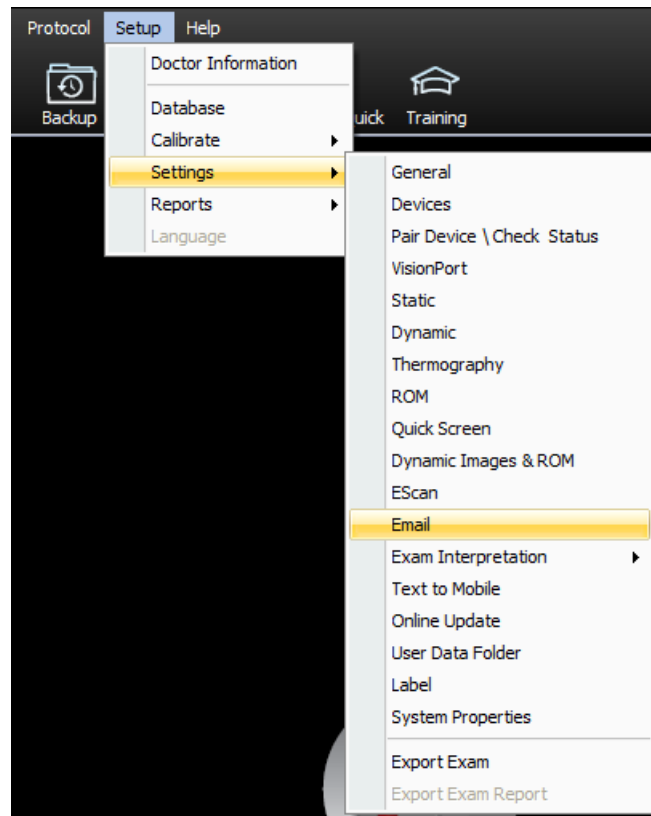 Protocol Setup Help
Backup
uick Training
Doctor Information
Database
Calibrate
Settings
Reports
Language
General
Devices
Pair Device \ Check Status
VisionPort
Static
Dynamic
Thermography
ROM
Quick Screen
Dynamic Images & ROM
EScan
Email
Exam Interpretation
Text to Mobile
Online Update
User Data Folder
Label
System Properties
Export Exam
Export Exam Report